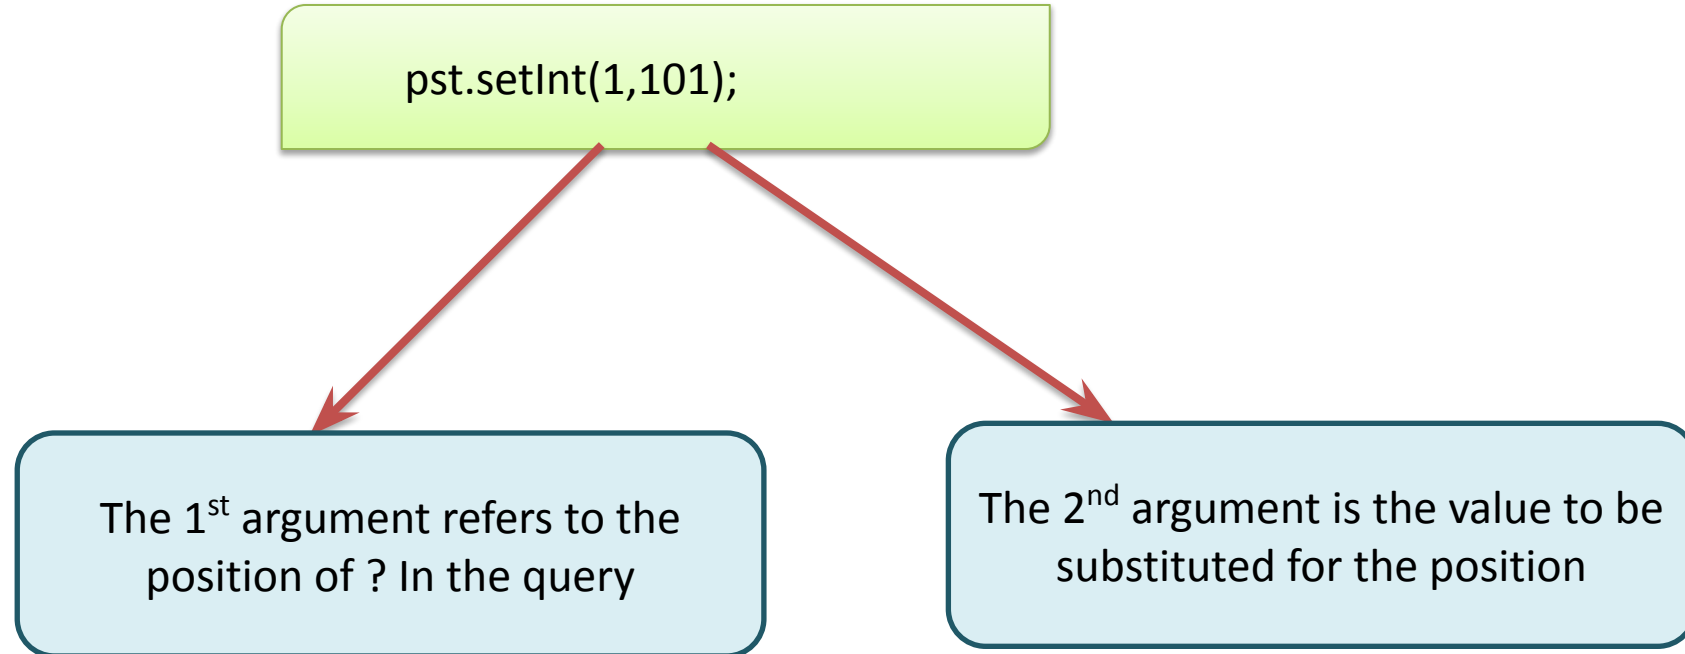 pst.setInt(1,101);
The 1st argument refers to the
position of ? In the query
The 2nd argument is the value to be
substituted for the position